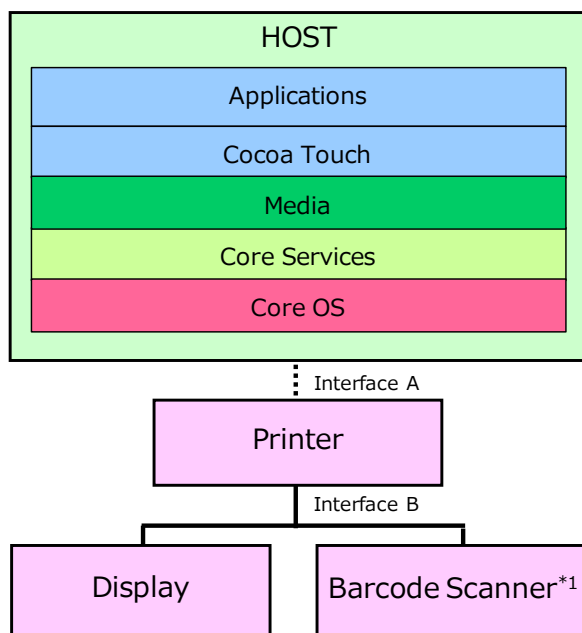 HOST
Applications
Cocoa Touch
Media
Core Services
Core OS
Interface A
Printer
Interface B
Display
Barcode Scanner*1